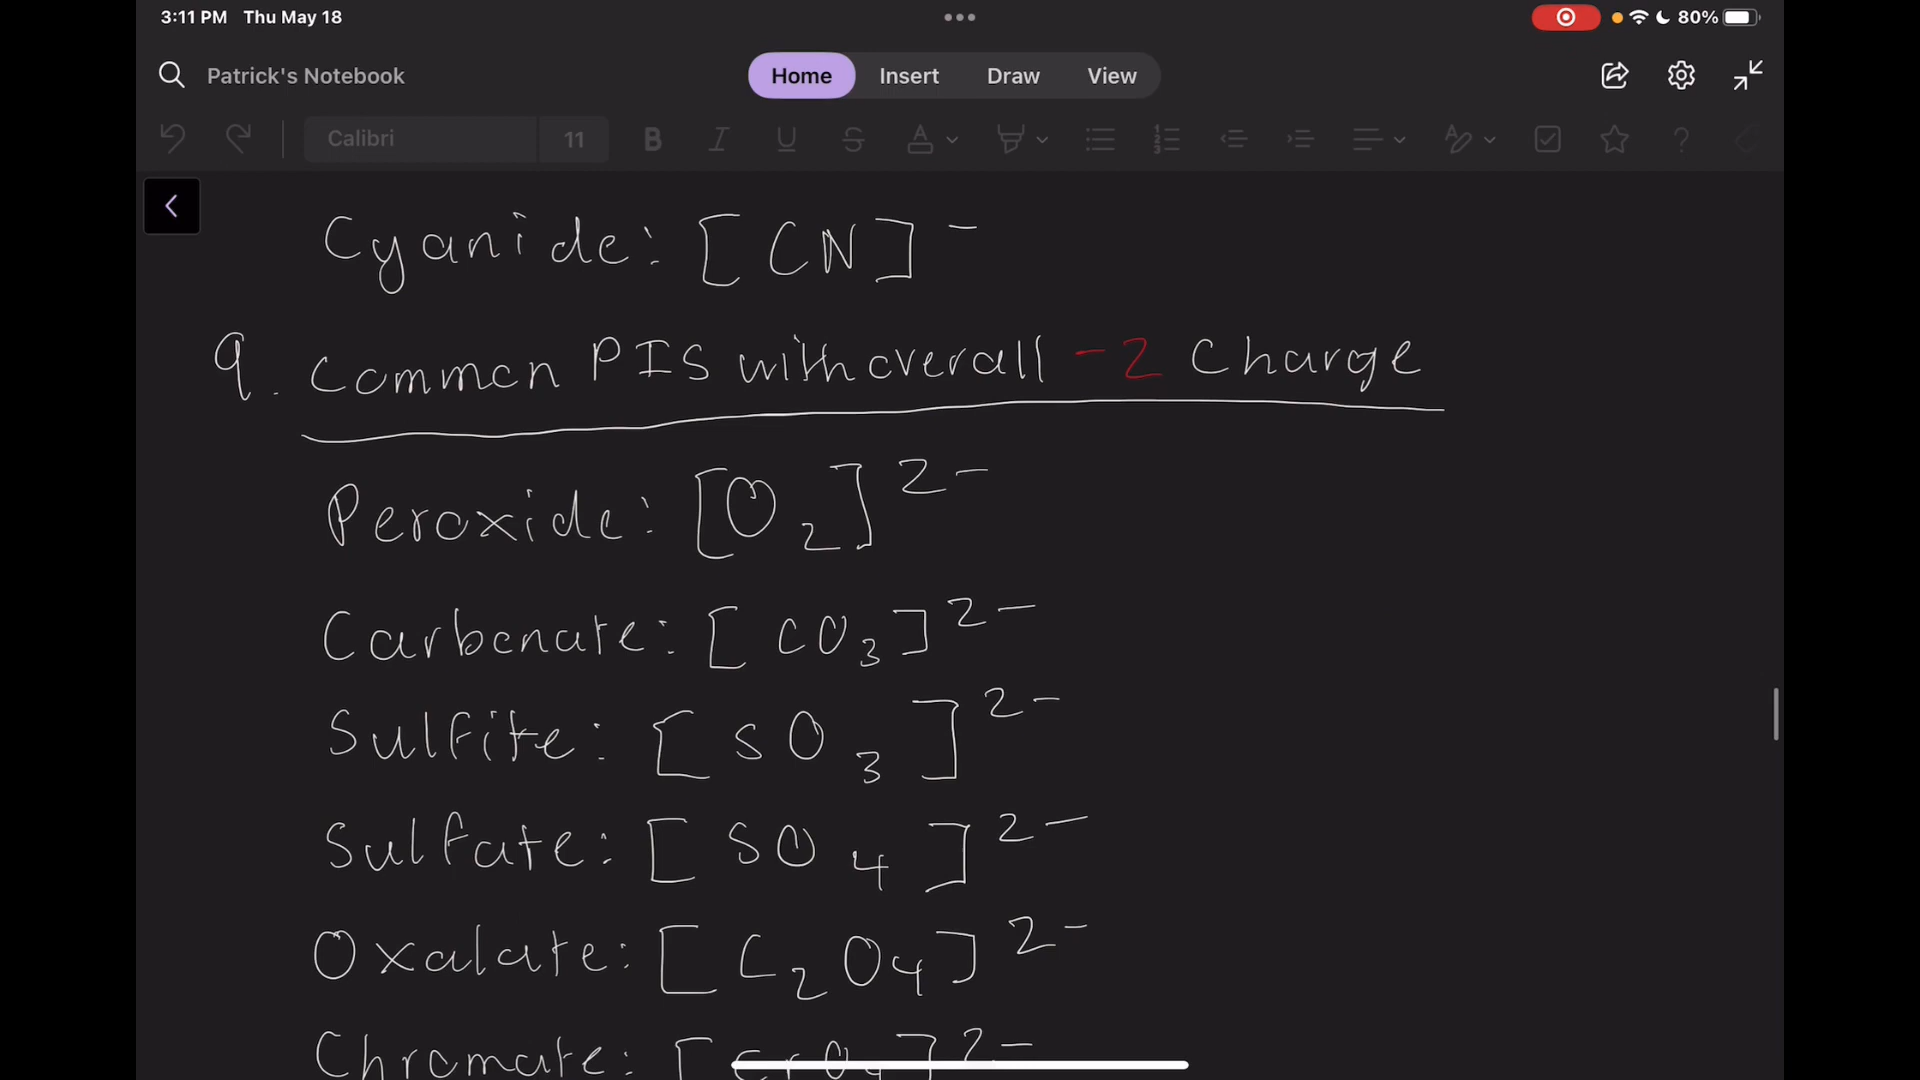 3:11 PM Thu May 18
80%
Patrick's Notebook
Home Insert Draw View
Calibri 11
Cyanide: [CN]⁻
9. Common PIS with overall -2 Charge
Peroxide: [O₂]²⁻
Carbonate: [CO₃]²⁻
Sulfite: [SO₃]²⁻
Sulfate: [SO₄]²⁻
Oxalate: [C₂O₄]²⁻
Chromate: [CrO₄]²⁻